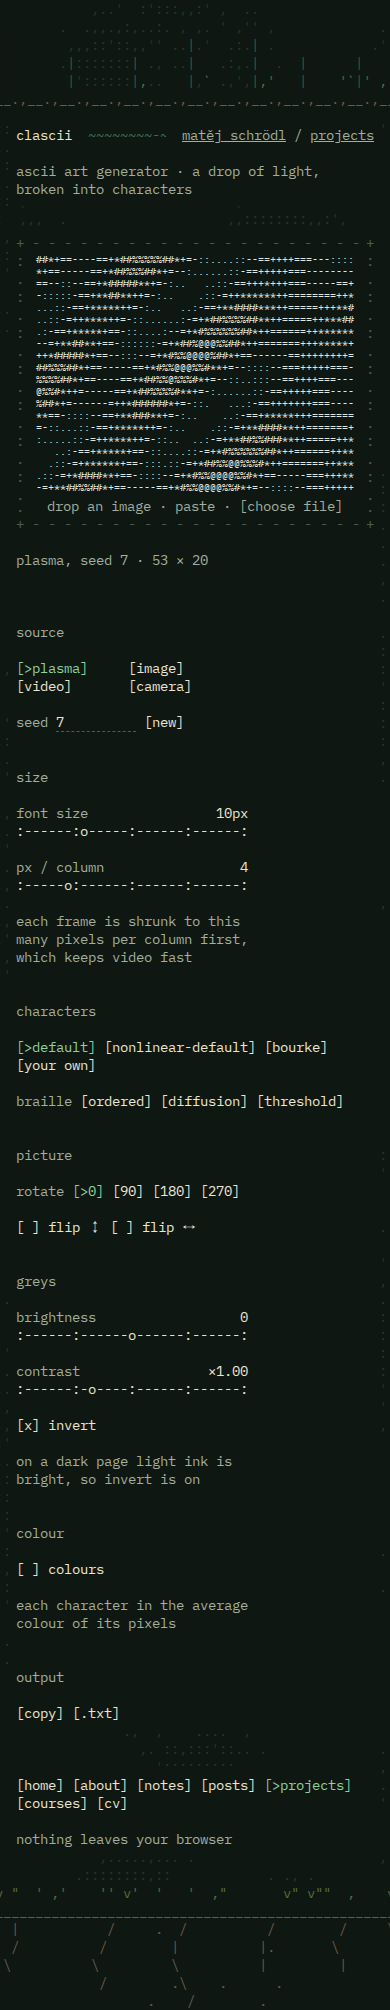 clascii ~~~~~~~~~¬~ matěj schrödl / projects
ascii art generator · a drop of light,
broken into characters
drop an image · paste · [choose file]
plasma, seed 7 · 53 × 20
source
[>plasma] [image]
[video] [camera]
seed 7 [new]
size
font size 10px
:------:o-----:------:------:
px / column 4
:-----o:------:------:------:
each frame is shrunk to this
many pixels per column first,
which keeps video fast
characters
[>default] [nonlinear-default] [bourke]
[your own]
braille [ordered] [diffusion] [threshold]
picture
rotate [>0] [90] [180] [270]
[ ] flip ↕ [ ] flip ↔
greys
brightness 0
:------:------o------:------:
contrast ×1.00
:------:-o----:------:------:
[x] invert
on a dark page light ink is
bright, so invert is on
colour
[ ] colours
each character in the average
colour of its pixels
output
[copy] [.txt]
[home] [about] [notes] [posts] [>projects]
[courses] [cv]
nothing leaves your browser